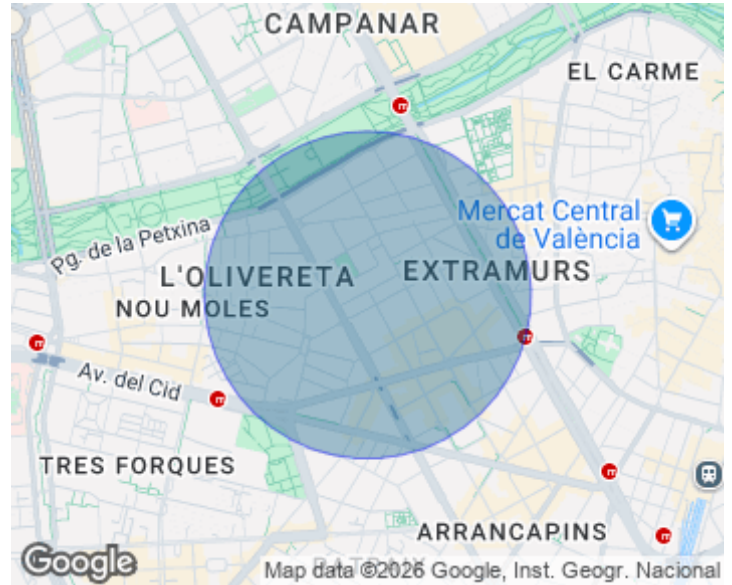 CAMPANAR
EL CARME
Mercat Central
de València
Pg. de la Petxina
L'OLIVERETA
EXTRAMURS
NOU MOLES
Av. del Cid
TRES FORQUES
ARRANCAPINS
Google
Map data ©2026 Google, Inst. Geogr. Nacional